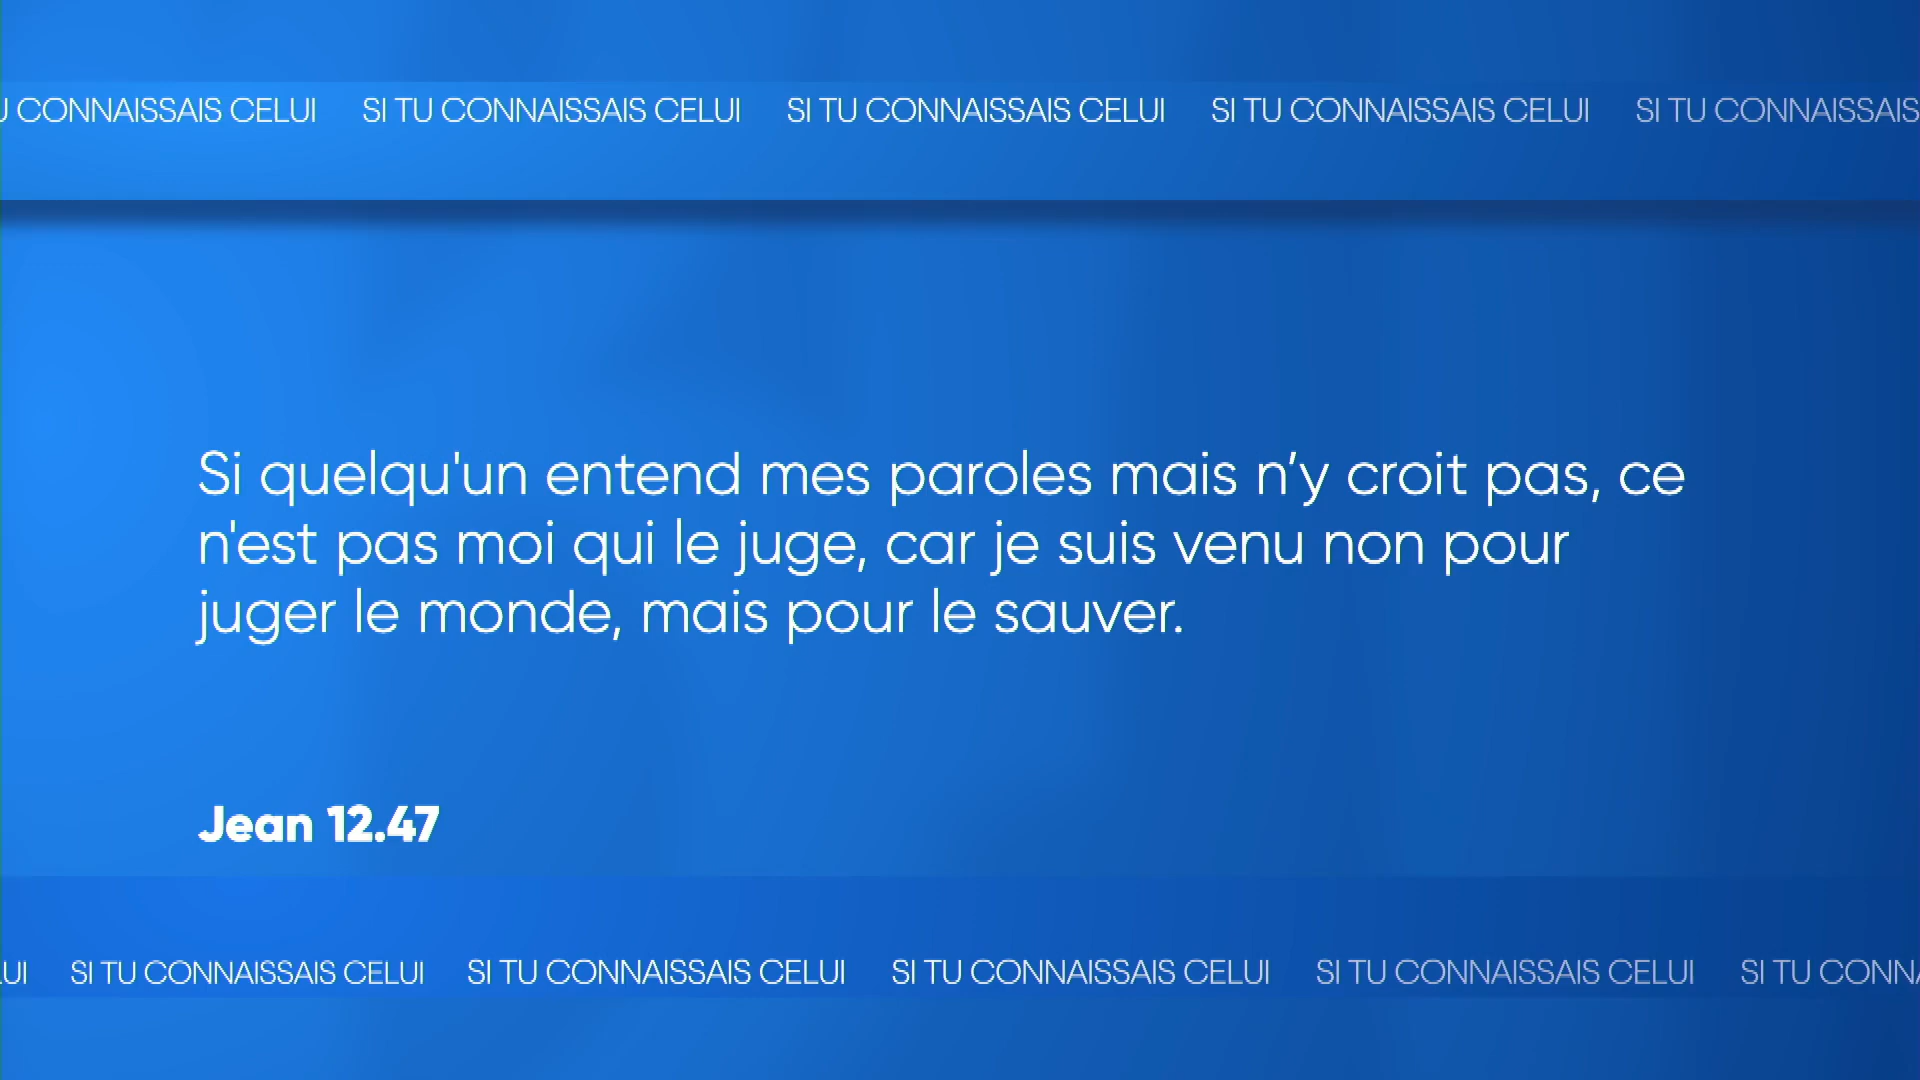 U CONNAISSAIS CELUI SI TU CONNAISSAIS CELUI SI TU CONNAISSAIS CELUI SI TU CONNAISSAIS CELUI SI TU CONNAISSAIS
Si quelqu'un entend mes paroles mais n’y croit pas, ce
n'est pas moi qui le juge, car je suis venu non pour
juger le monde, mais pour le sauver.
Jean 12.47
LUI SI TU CONNAISSAIS CELUI SI TU CONNAISSAIS CELUI SI TU CONNAISSAIS CELUI SI TU CONNAISSAIS CELUI SI TU CONNA